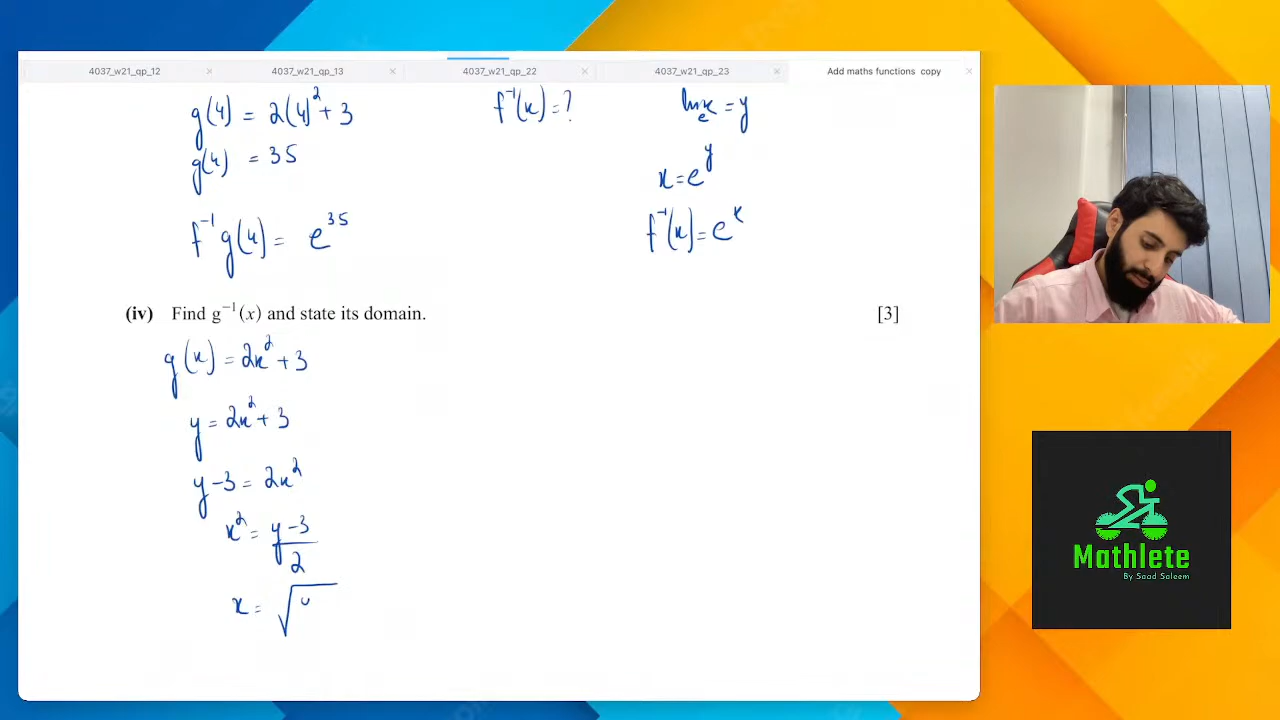 4037_w21_qp_12 × 4037_w21_qp_13 × 4037_w21_qp_22 × 4037_w21_qp_23 × Add maths functions copy ×
g(4) = 2(4)² + 3
g(4) = 35
f⁻¹g(4) = e³⁵
f⁻¹(x) = ?
lnₑx = y
x = e^y
f⁻¹(x) = e^x
(iv) Find g⁻¹(x) and state its domain. [3]
g(x) = 2x² + 3
y = 2x² + 3
y - 3 = 2x²
x² = y - 3
2
x = √
Mathlete
By Saad Saleem